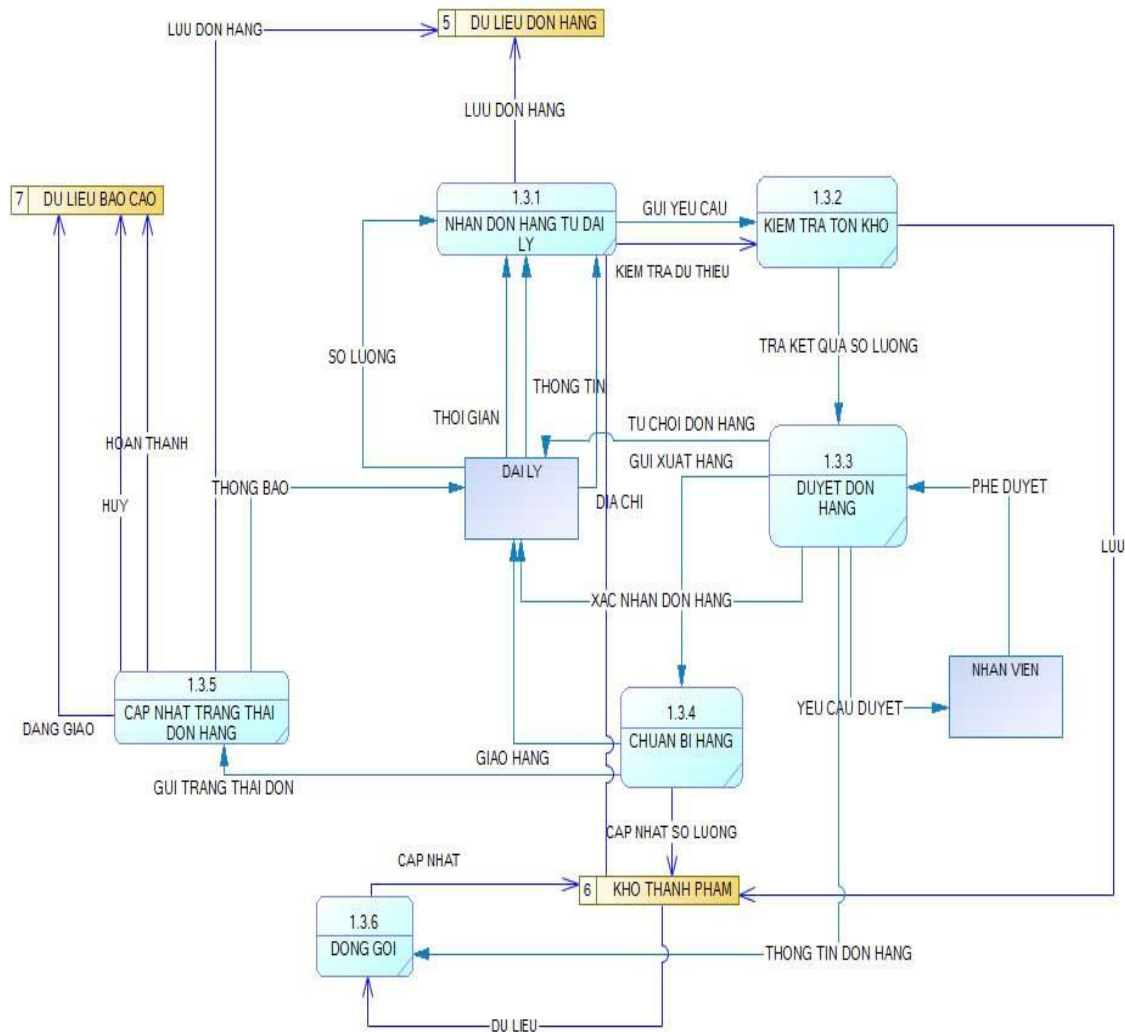 5 DU LIEU DON HANG
LUU DON HANG
LUU DON HANG
7 DU LIEU BAO CAO
1.3.1
NHAN DON HANG TU DAI
LY
GUI YEU CAU
1.3.2
KIEM TRA TON KHO
KIEM TRA DU THIEU
SO LUONG
TRA KET QUA SO LUONG
THONG TIN
THOI GIAN
TU CHOI DON HANG
HOAN THANH
GUI XUAT HANG
1.3.3
DUYET DON
HANG
DAI LY
THONG BAO
PHE DUYET
HUY
DIA CHI
LUU
XAC NHAN DON HANG
NHAN VIEN
1.3.5
CAP NHAT TRANG THAI
DON HANG
1.3.4
CHUAN BI HANG
YEU CAU DUYET
DANG GIAO
GIAO HANG
GUI TRANG THAI DON
CAP NHAT SO LUONG
CAP NHAT
6 KHO THANH PHAM
1.3.6
DONG GOI
THONG TIN DON HANG
DU LIEU